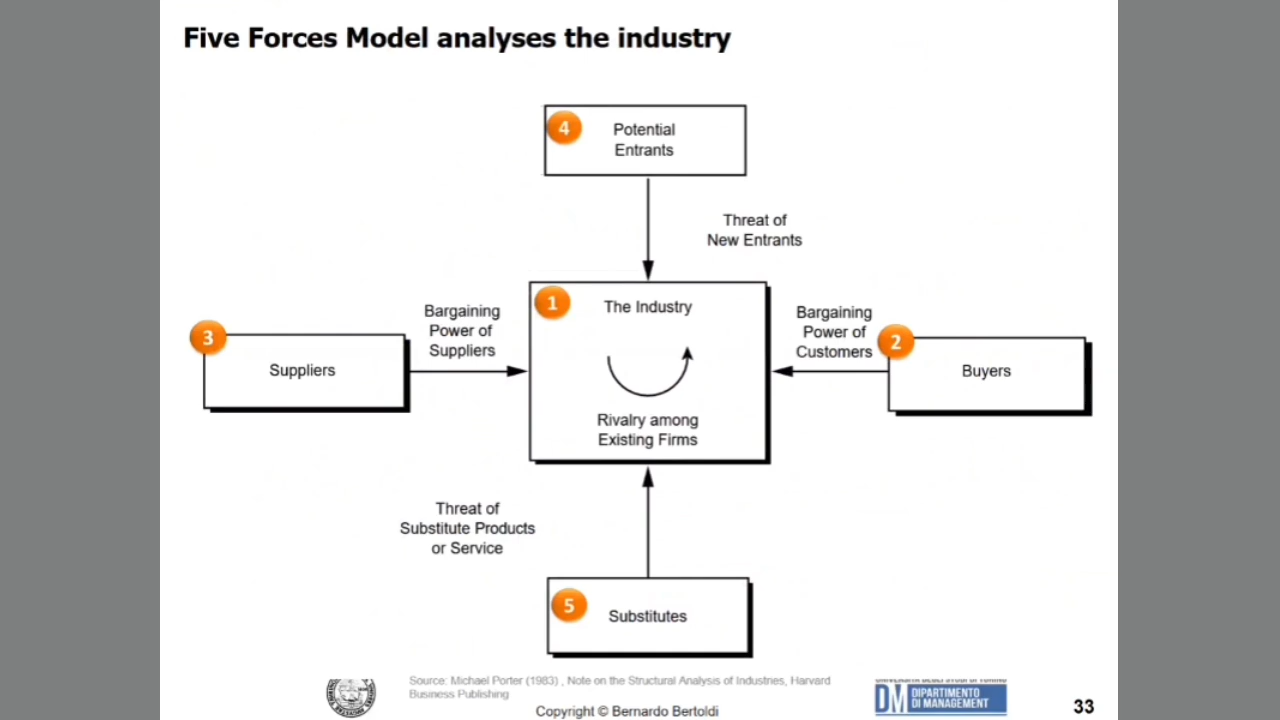 Five Forces Model analyses the industry
4
Potential
Entrants
Threat of
New Entrants
1
The Industry
Rivalry among
Existing Firms
3
Suppliers
Bargaining
Power of
Suppliers
Bargaining
Power of
Customers
2
Buyers
Threat of
Substitute Products
or Service
5
Substitutes
Source: Michael Porter (1983) , Note on the Structural Analysis of Industries, Harvard
Business Publishing
Copyright © Bernardo Bertoldi
DM
DIPARTIMENTO
DI MANAGEMENT
33